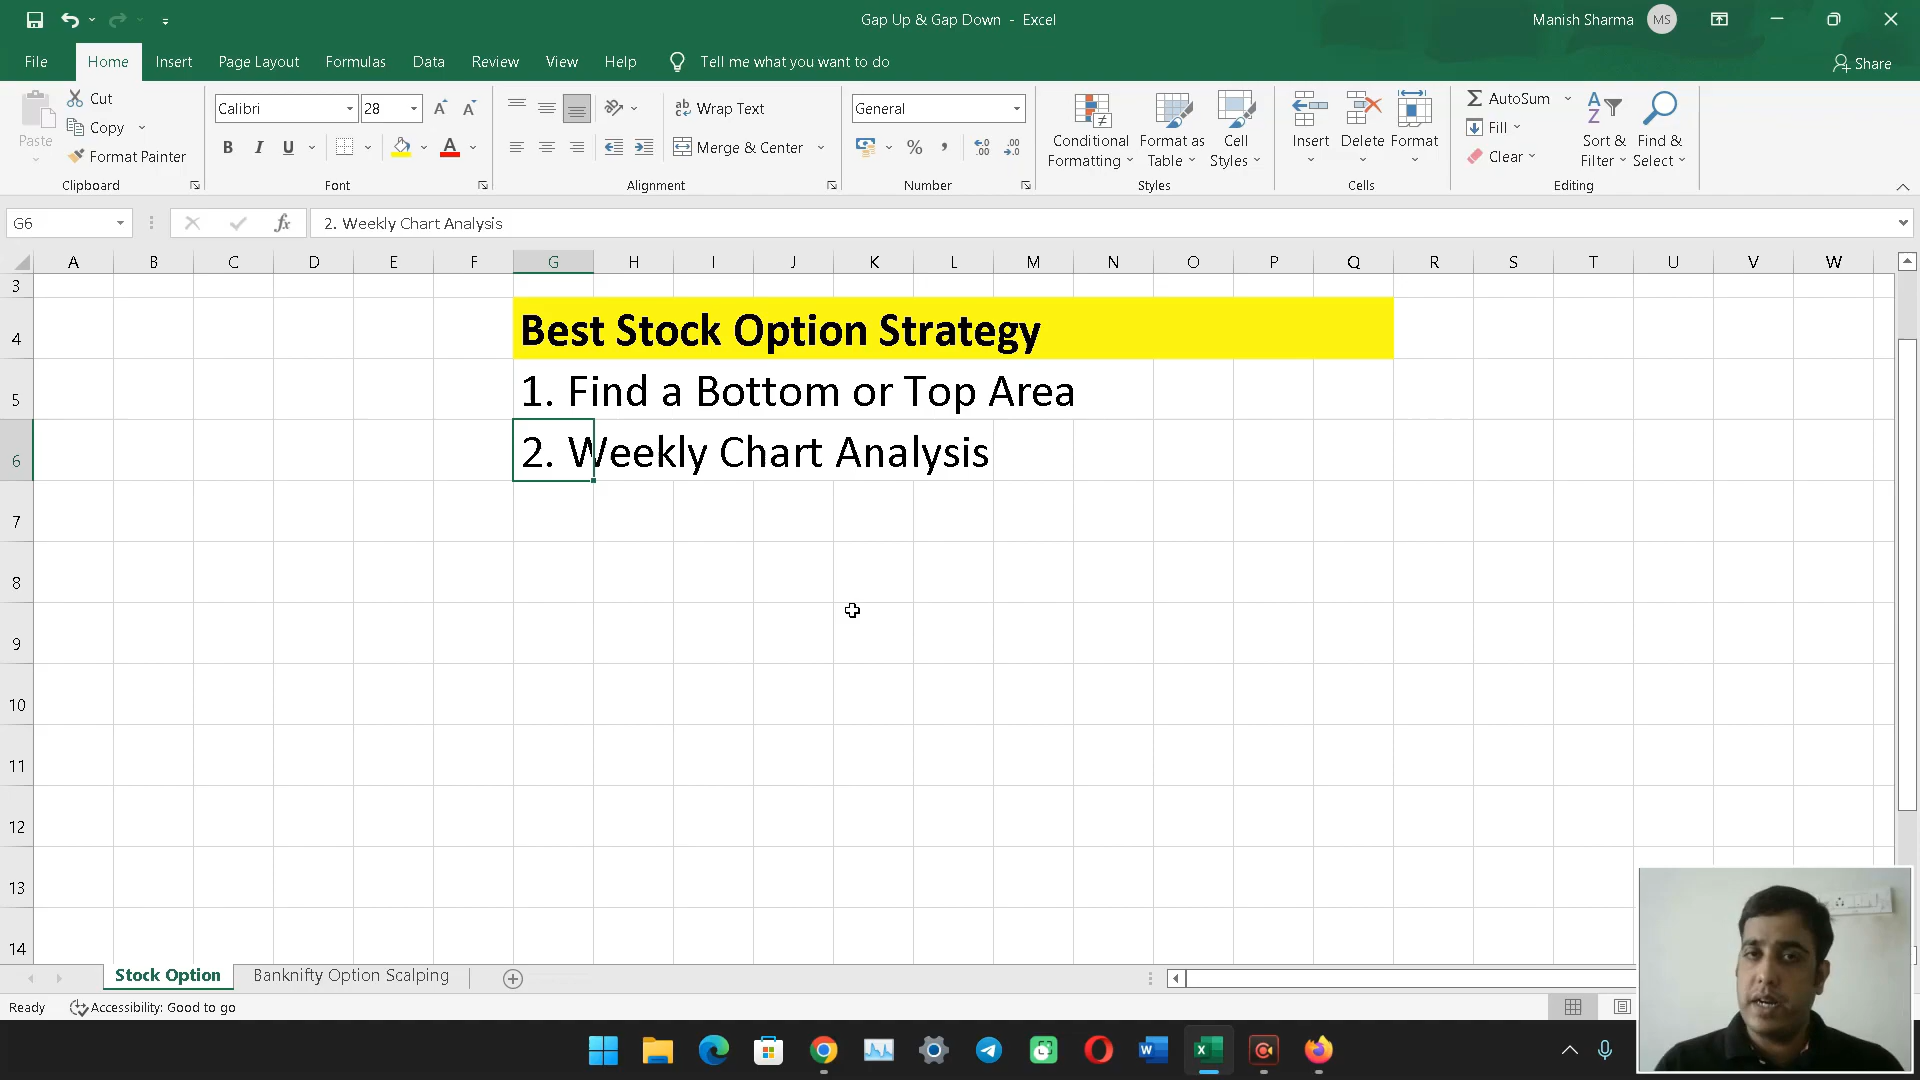 Gap Up & Gap Down - Excel
Manish Sharma MS
File Home Insert Page Layout Formulas Data Review View Help Tell me what you want to do Share
Paste Cut Copy Format Painter
Clipboard
Calibri 28
B I U
Font
Wrap Text
Merge & Center
Alignment
General
Number
Conditional Formatting
Format as Table
Cell Styles
Styles
Insert Delete Format
Cells
AutoSum
Fill
Clear
Sort & Filter
Find & Select
Editing
G6 fx 2. Weekly Chart Analysis
A B C D E F G H I J K L M N O P Q R S T U V W
3
4 Best Stock Option Strategy
5 1. Find a Bottom or Top Area
6 2. Weekly Chart Analysis
7
8
9
10
11
12
13
14
Stock Option Banknifty Option Scalping
Ready Accessibility: Good to go